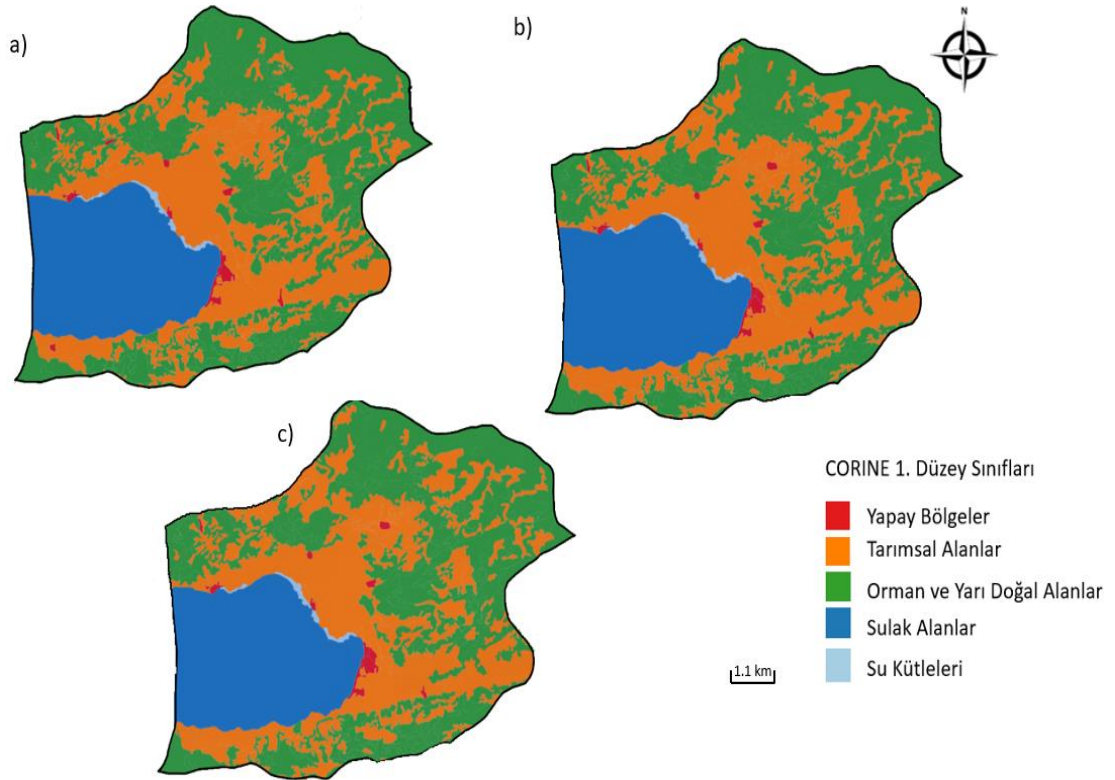 a)
b)
N
c)
CORINE 1. Düzey Sınıfları
Yapay Bölgeler
Tarımsal Alanlar
Orman ve Yarı Doğal Alanlar
Sulak Alanlar
Su Kütleleri
1.1 km